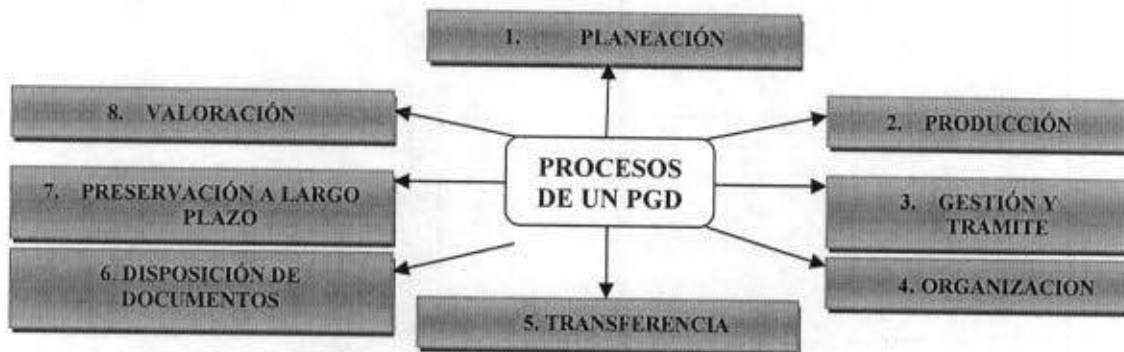 1. PLANEACIÓN
8. VALORACIÓN
2. PRODUCCIÓN
PROCESOS
DE UN PGD
7. PRESERVACIÓN A LARGO
PLAZO
3. GESTIÓN Y
TRAMITE
6. DISPOSICIÓN DE
DOCUMENTOS
4. ORGANIZACION
5. TRANSFERENCIA